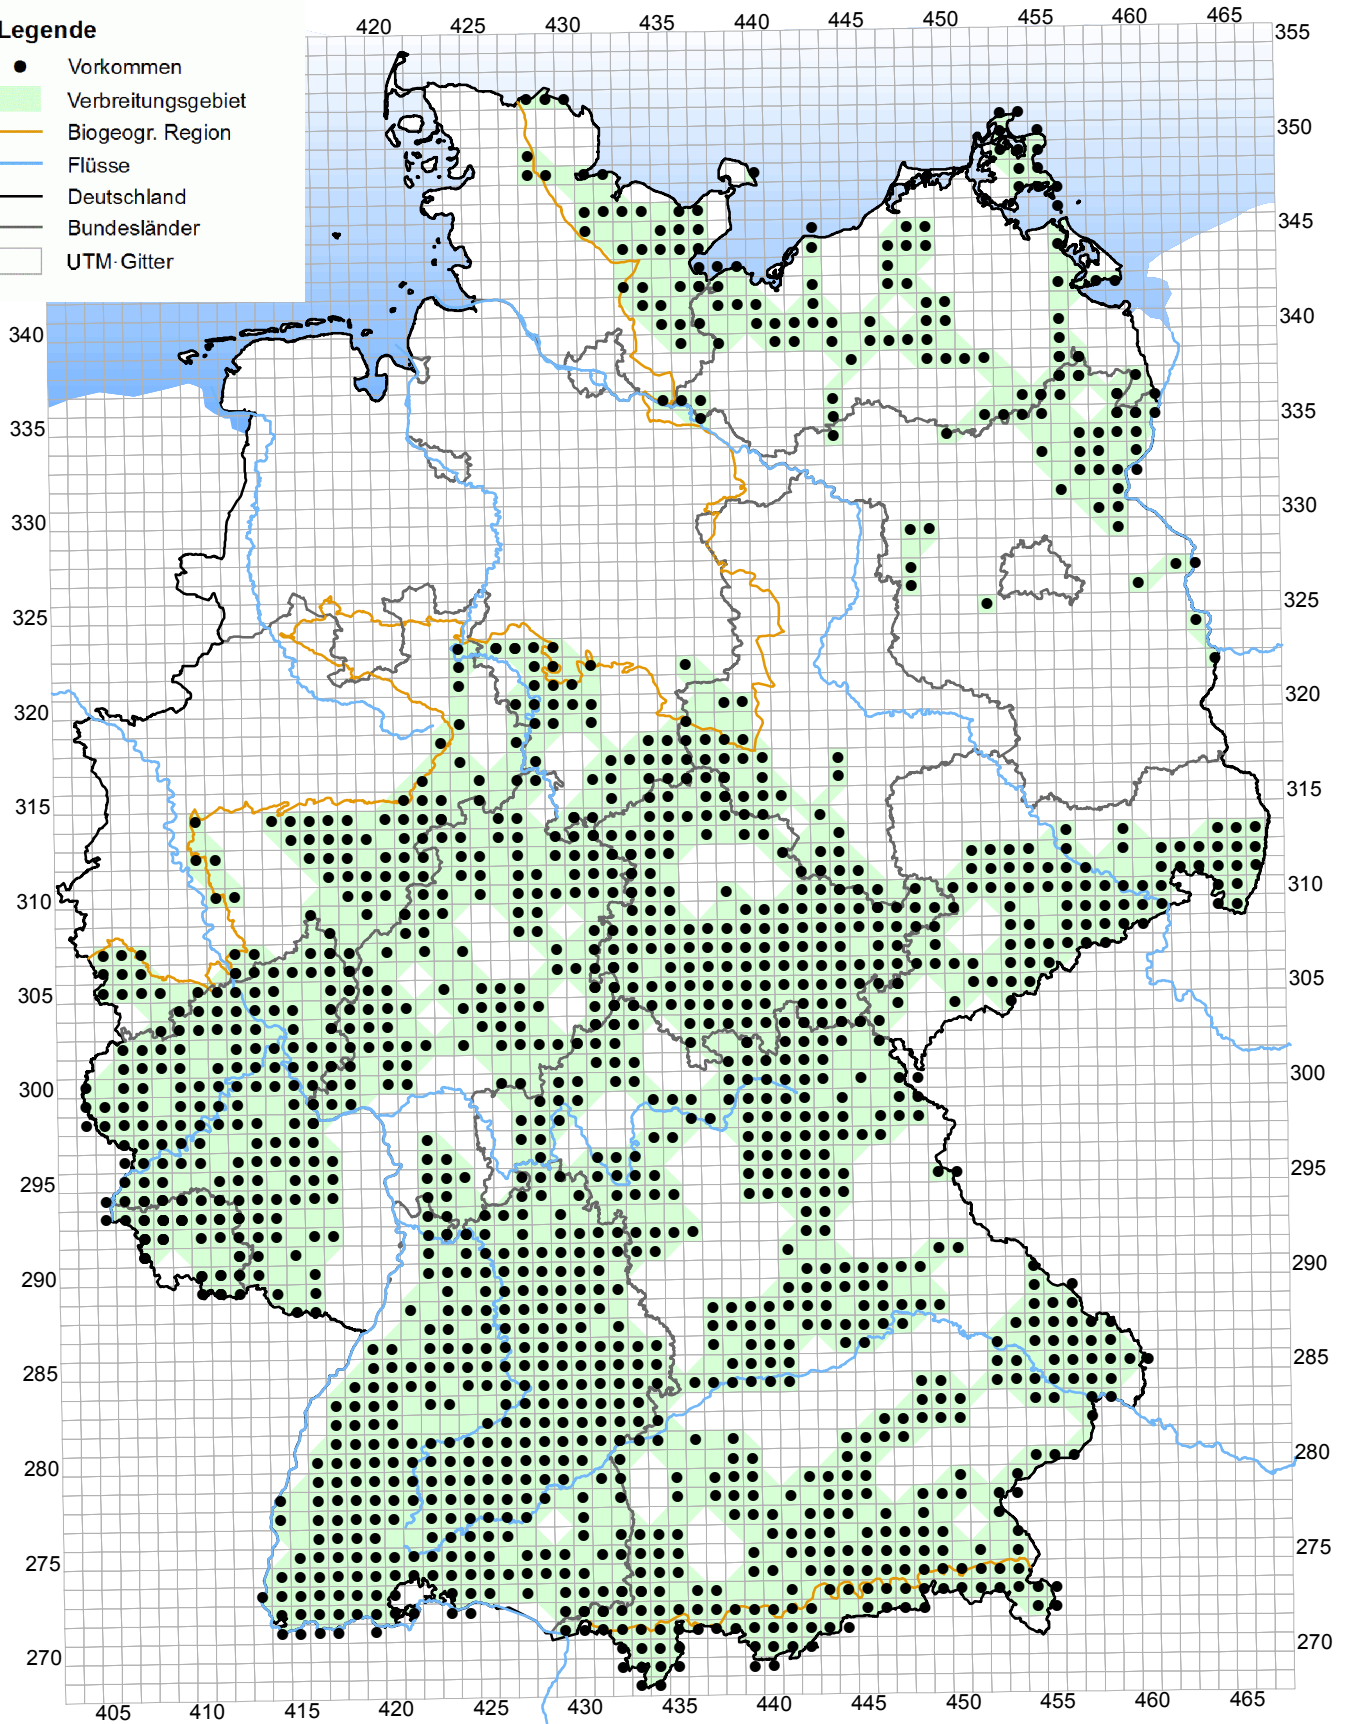 Legende
Vorkommen
Verbreitungsgebiet
Biogeogr. Region
Flüsse
Deutschland
Bundesländer
UTM-Gitter
420 425 430 435 440 445 450 455 460 465
355
350
345
340 340
335 335
330 330
325 325
320 320
315 315
310 310
305 305
300 300
295 295
290 290
285 285
280 280
275 275
270 270
405 410 415 420 425 430 435 440 445 450 455 460 465